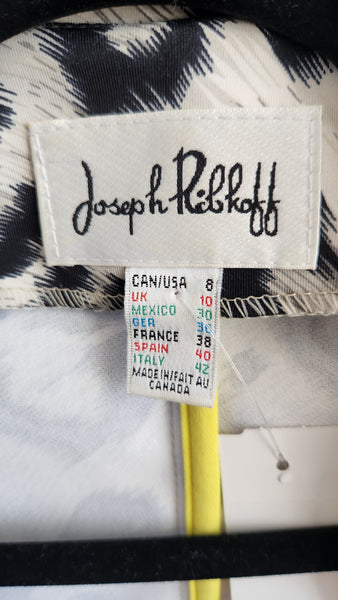 Joseph Ribkoff
CAN/USA 8
UK 10
MEXICO 30
GER 36
FRANCE 38
SPAIN 40
ITALY 42
MADE IN/FAIT AU
CANADA